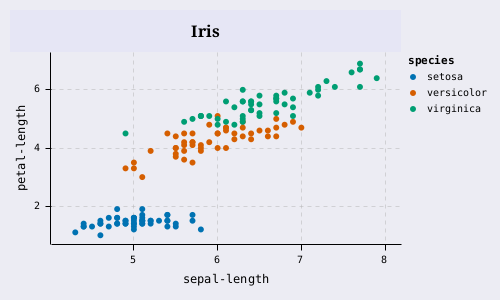 Iris
species
setosa
versicolor
virginica
petal-length
6
4
2
5
6
7
8
sepal-length